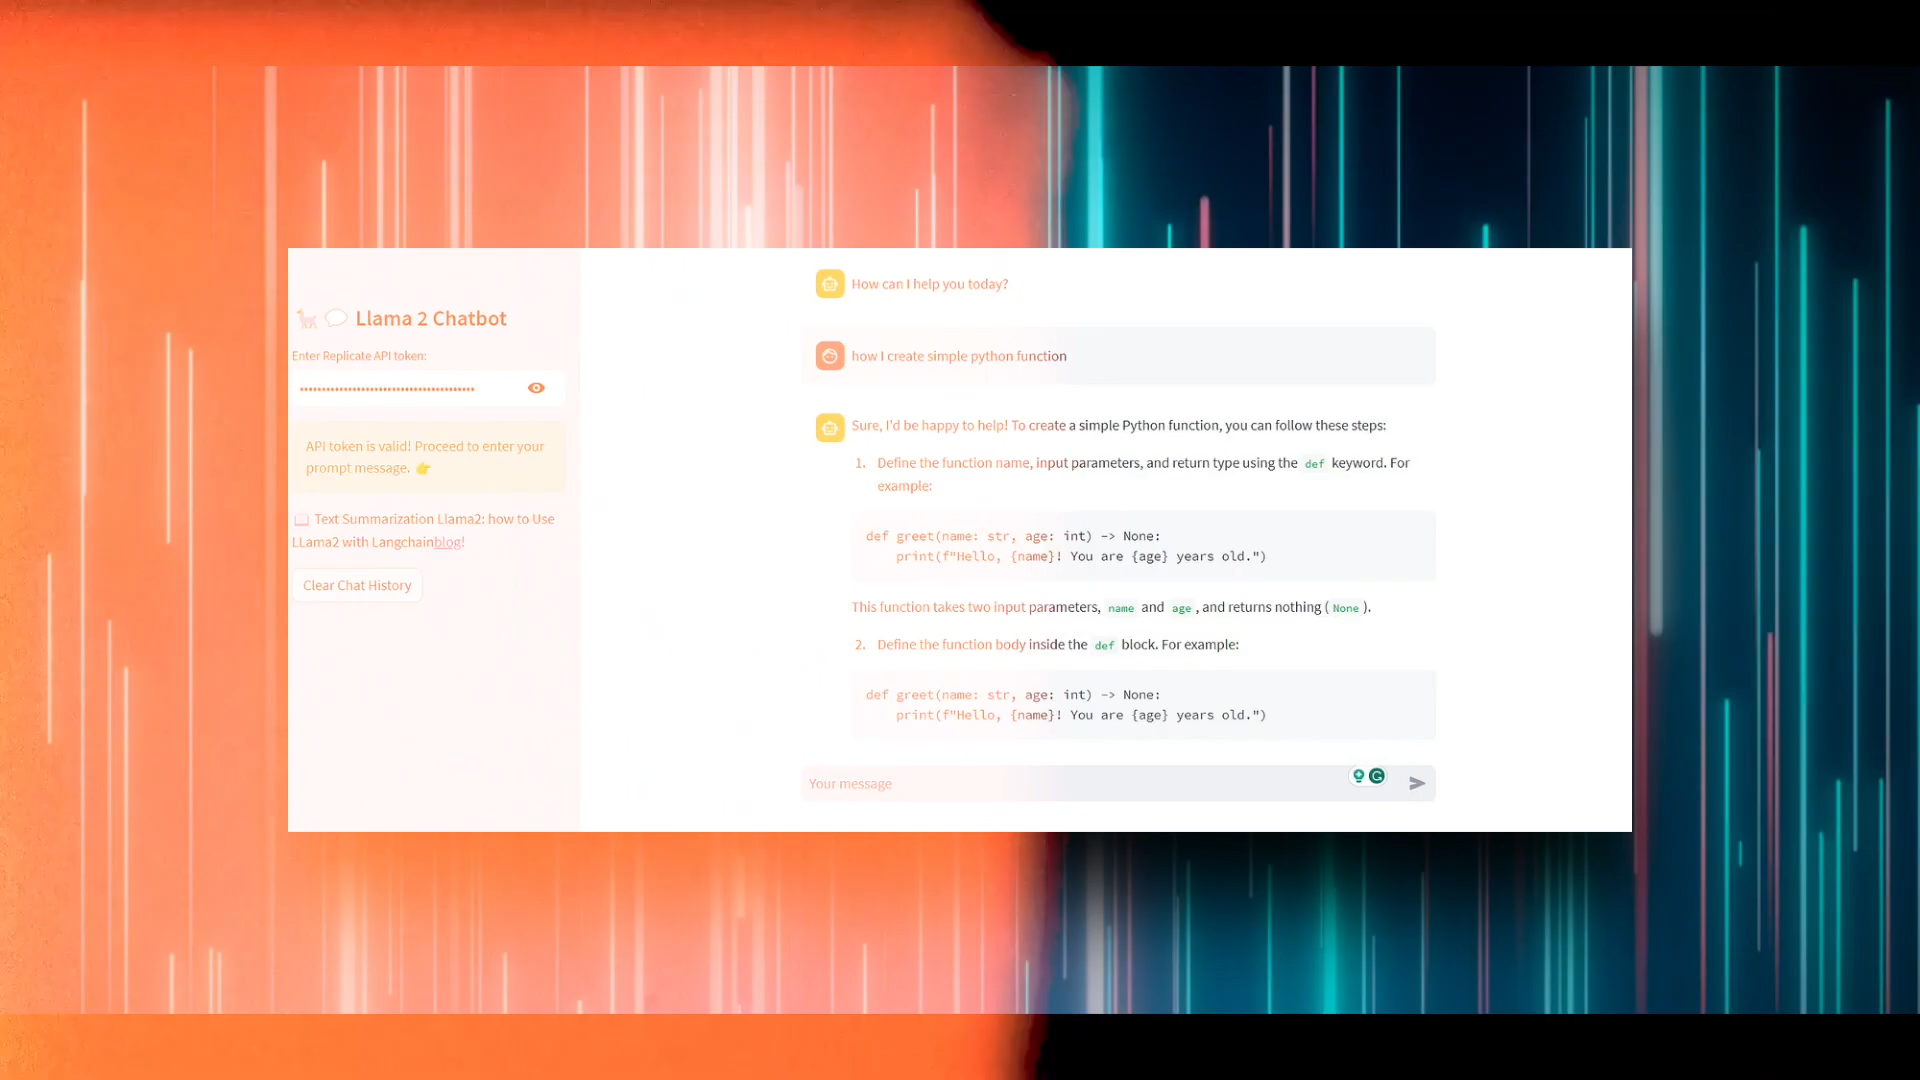 Llama 2 Chatbot
Enter Replicate API token:
API token is valid! Proceed to enter your
prompt message. 👉
📖 Text Summarization Llama2: how to Use
LLama2 with Langchainblog!
Clear Chat History
How can I help you today?
how I create simple python function
Sure, I'd be happy to help! To create a simple Python function, you can follow these steps:
1. Define the function name, input parameters, and return type using the def keyword. For
example:
def greet(name: str, age: int) -> None:
    print(f"Hello, {name}! You are {age} years old.")
This function takes two input parameters, name and age, and returns nothing (None).
2. Define the function body inside the def block. For example:
def greet(name: str, age: int) -> None:
    print(f"Hello, {name}! You are {age} years old.")
Your message